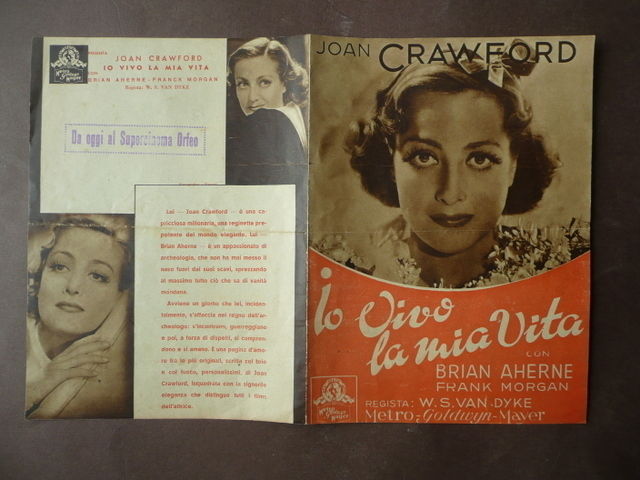 PRESENTA
JOAN CRAWFORD
IO VIVO LA MIA VITA
CON
BRIAN AHERNE - FRANCK MORGAN
Regista: W. S. VAN DYKE
Da oggi al Supercinema Orfeo
Lei — Joan Crawford — è una ca-
pricciosa milionaria, una reginetta pre-
potente del mondo elegante. Lui —
Brian Aherne — è un appassionato di
archeologia, che non ha mai messo il
naso fuori dai suoi scavi, sprezzando
al massimo tutto ciò che sa di vanità
mondana.
Avviene un giorno che lei, inciden-
talmente, s'affaccia nel regno dell'ar-
cheologo: s'incontrano, guerreggiano
e poi, a forza di dispetti, si compren-
dono e si amano. È una pagina d'amo-
re fra le più originali, scritta col brio
e col fuoco, personalissimi, di Joan
Crawford, inquadrata con la signorile
eleganza che distingue tutti i films
dell'attrice.
JOAN CRAWFORD
Io vivo
la mia Vita
CON
BRIAN AHERNE
FRANK MORGAN
REGISTA: W. S. VAN-DYKE
Metro-Goldwyn-Mayer